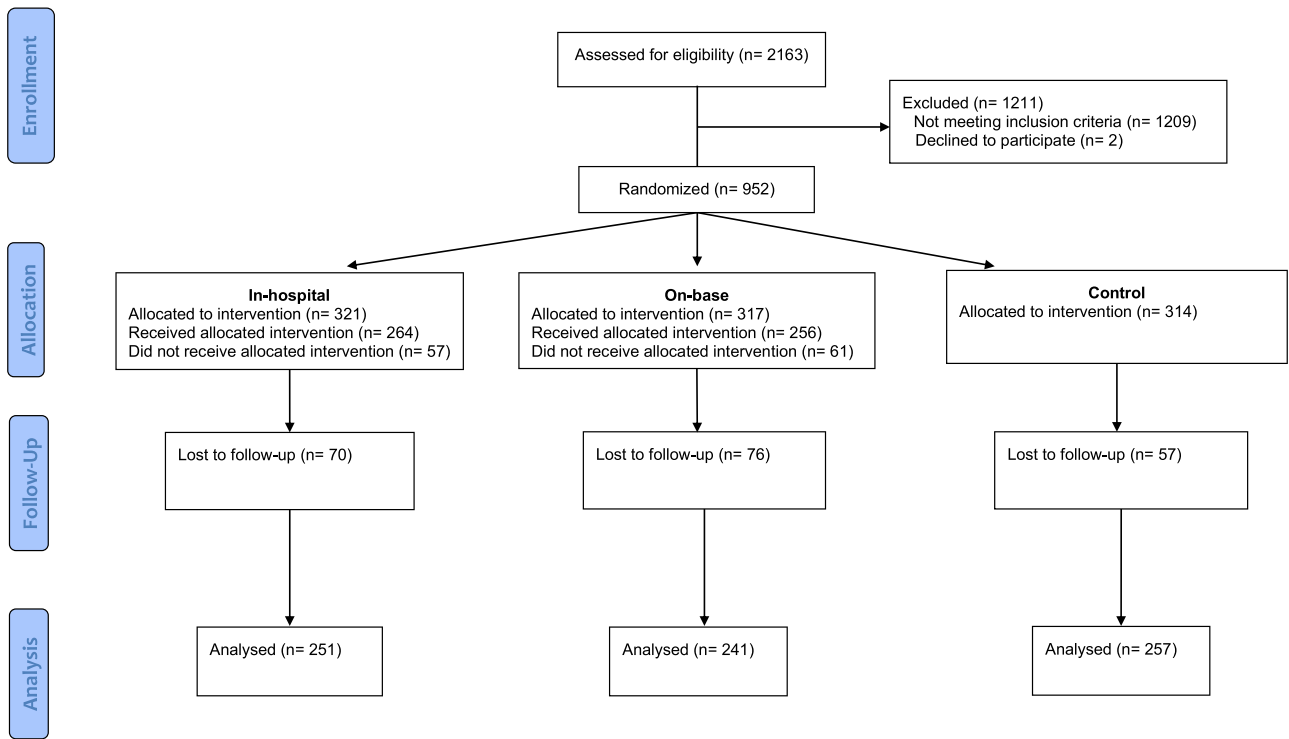 Enrollment
Assessed for eligibility (n= 2163)
Excluded (n= 1211)
Not meeting inclusion criteria (n= 1209)
Declined to participate (n= 2)
Randomized (n= 952)
Allocation
In-hospital
Allocated to intervention (n= 321)
Received allocated intervention (n= 264)
Did not receive allocated intervention (n= 57)
On-base
Allocated to intervention (n= 317)
Received allocated intervention (n= 256)
Did not receive allocated intervention (n= 61)
Control
Allocated to intervention (n= 314)
Follow-Up
Lost to follow-up (n= 70)
Lost to follow-up (n= 76)
Lost to follow-up (n= 57)
Analysis
Analysed (n= 251)
Analysed (n= 241)
Analysed (n= 257)